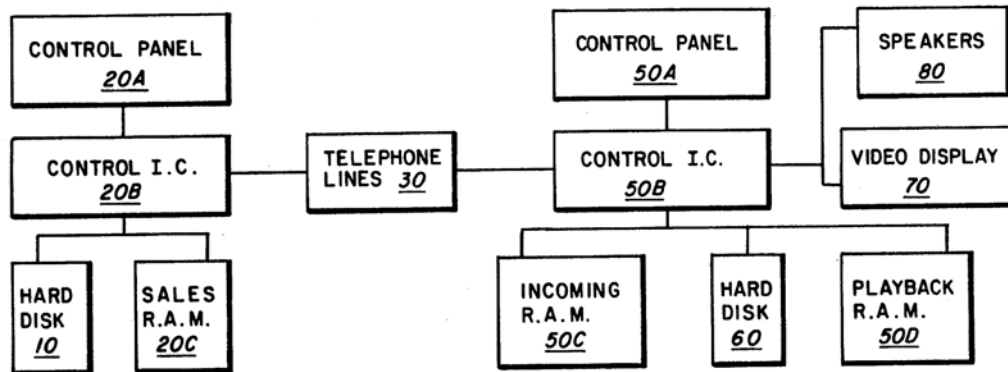 CONTROL PANEL
20A
CONTROL PANEL
50A
SPEAKERS
80
CONTROL I.C.
20B
TELEPHONE
LINES 30
CONTROL I.C.
50B
VIDEO DISPLAY
70
HARD
DISK
10
SALES
R.A.M.
20C
INCOMING
R.A.M.
50C
HARD
DISK
60
PLAYBACK
R.A.M.
50D